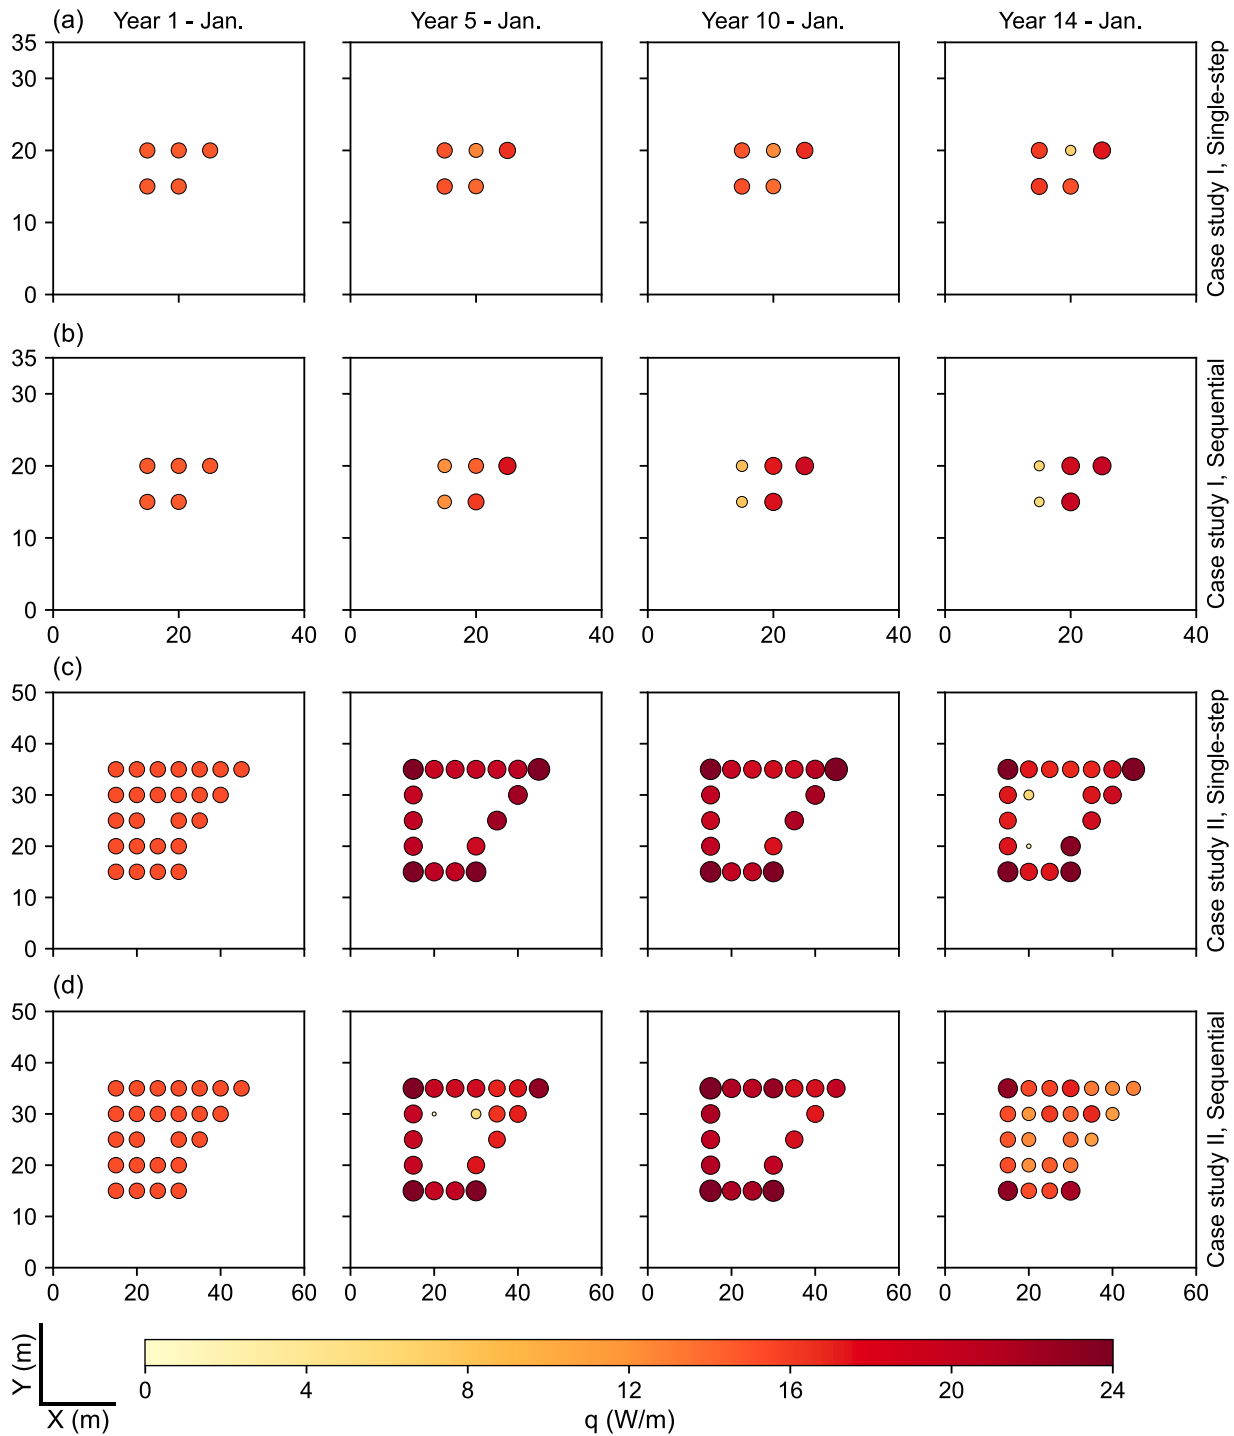 (a) Year 1 - Jan. Year 5 - Jan. Year 10 - Jan. Year 14 - Jan.
35
30
20
10
0
Case study I, Single-step
(b)
35
30
20
10
0
0 20 40 0 20 40 0 20 40 0 20 40
Case study I, Sequential
(c)
50
40
30
20
10
0
Case study II, Single-step
(d)
50
40
30
20
10
0
0 20 40 60 0 20 40 60 0 20 40 60 0 20 40 60
Case study II, Sequential
Y (m)
X (m)
0 4 8 12 16 20 24
q (W/m)